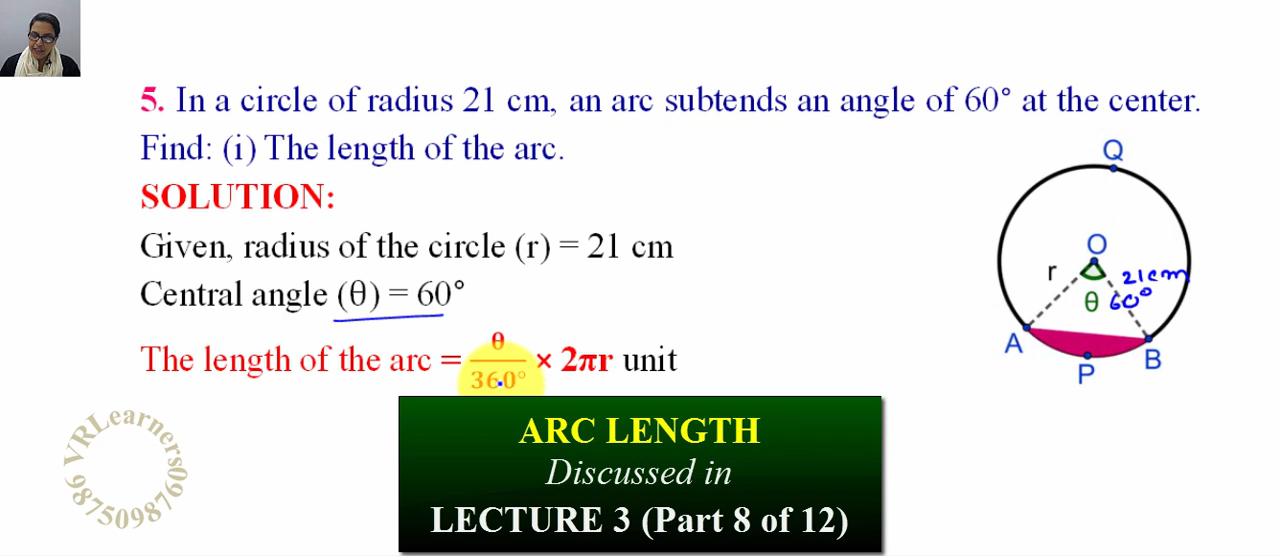 5. In a circle of radius 21 cm, an arc subtends an angle of 60° at the center.
Find: (i) The length of the arc.
SOLUTION:
Given, radius of the circle (r) = 21 cm
Central angle (θ) = 60°
The length of the arc = θ/360° × 2πr unit
Q
O
r
21cm
θ 60°
A
B
P
VRLearners
9875098760
ARC LENGTH
Discussed in
LECTURE 3 (Part 8 of 12)